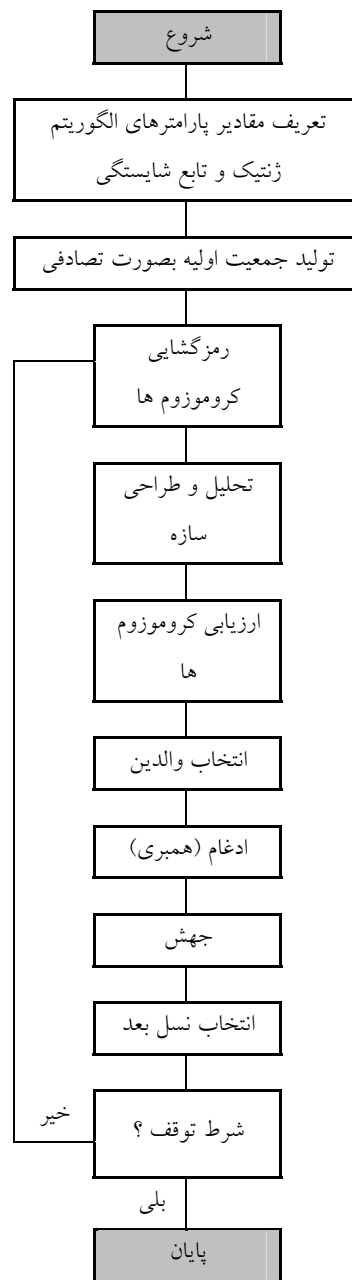 شروع
تعریف مقادیر پارامترهای الگوریتم
ژنتیک و تابع شایستگی
تولید جمعیت اولیه بصورت تصادفی
رمزگشایی
کروموزوم ها
تحلیل و طراحی
سازه
ارزیابی کروموزوم
ها
انتخاب والدین
ادغام (همبری)
جهش
انتخاب نسل بعد
شرط توقف ؟
خیر
بلی
پایان